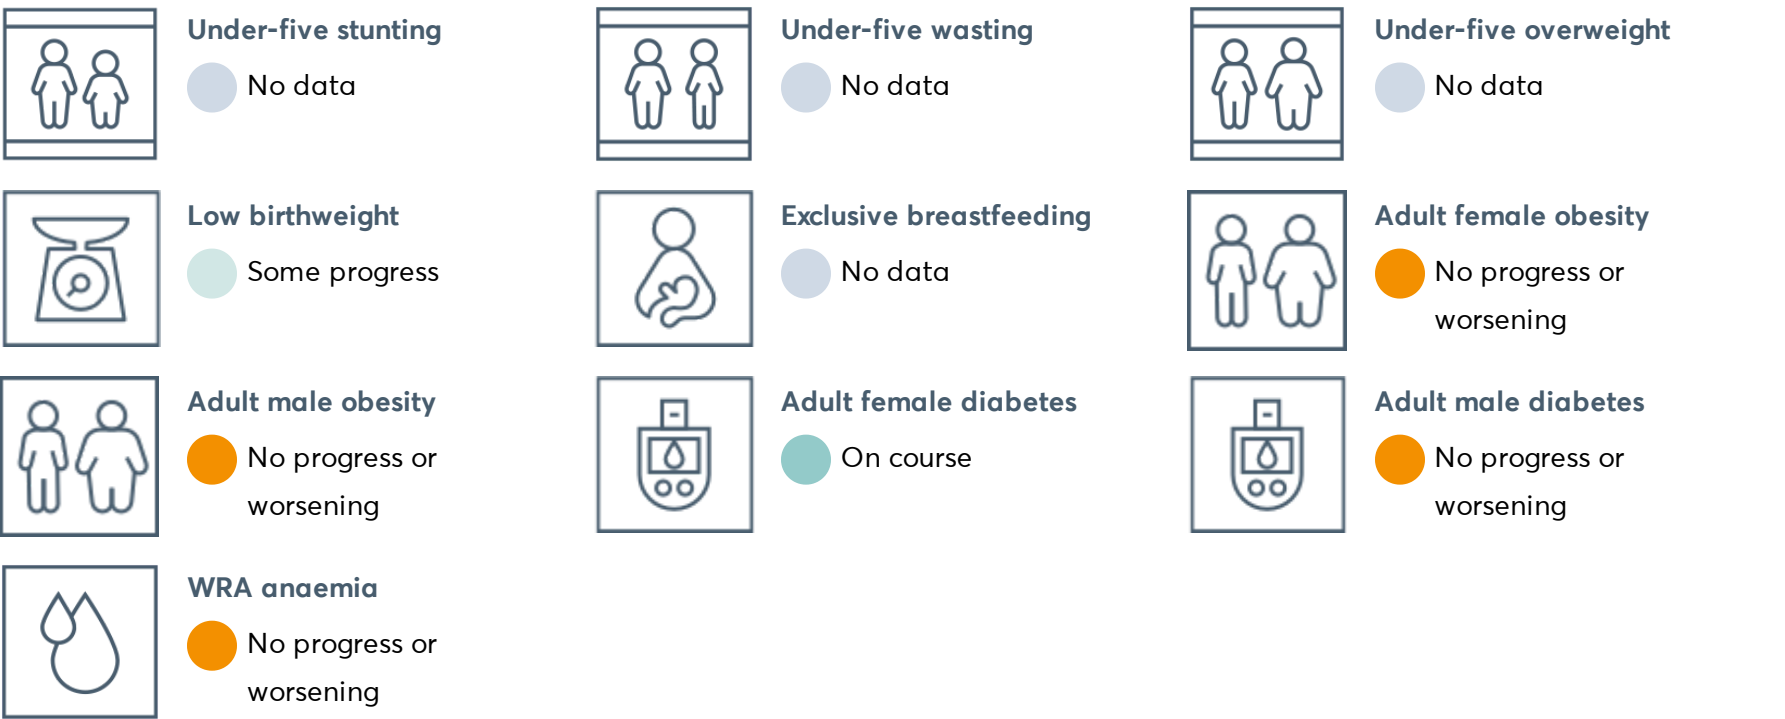 Under-five stunting
No data
Under-five wasting
No data
Under-five overweight
No data
Low birthweight
Some progress
Exclusive breastfeeding
No data
Adult female obesity
No progress or
worsening
Adult male obesity
No progress or
worsening
Adult female diabetes
On course
Adult male diabetes
No progress or
worsening
WRA anaemia
No progress or
worsening